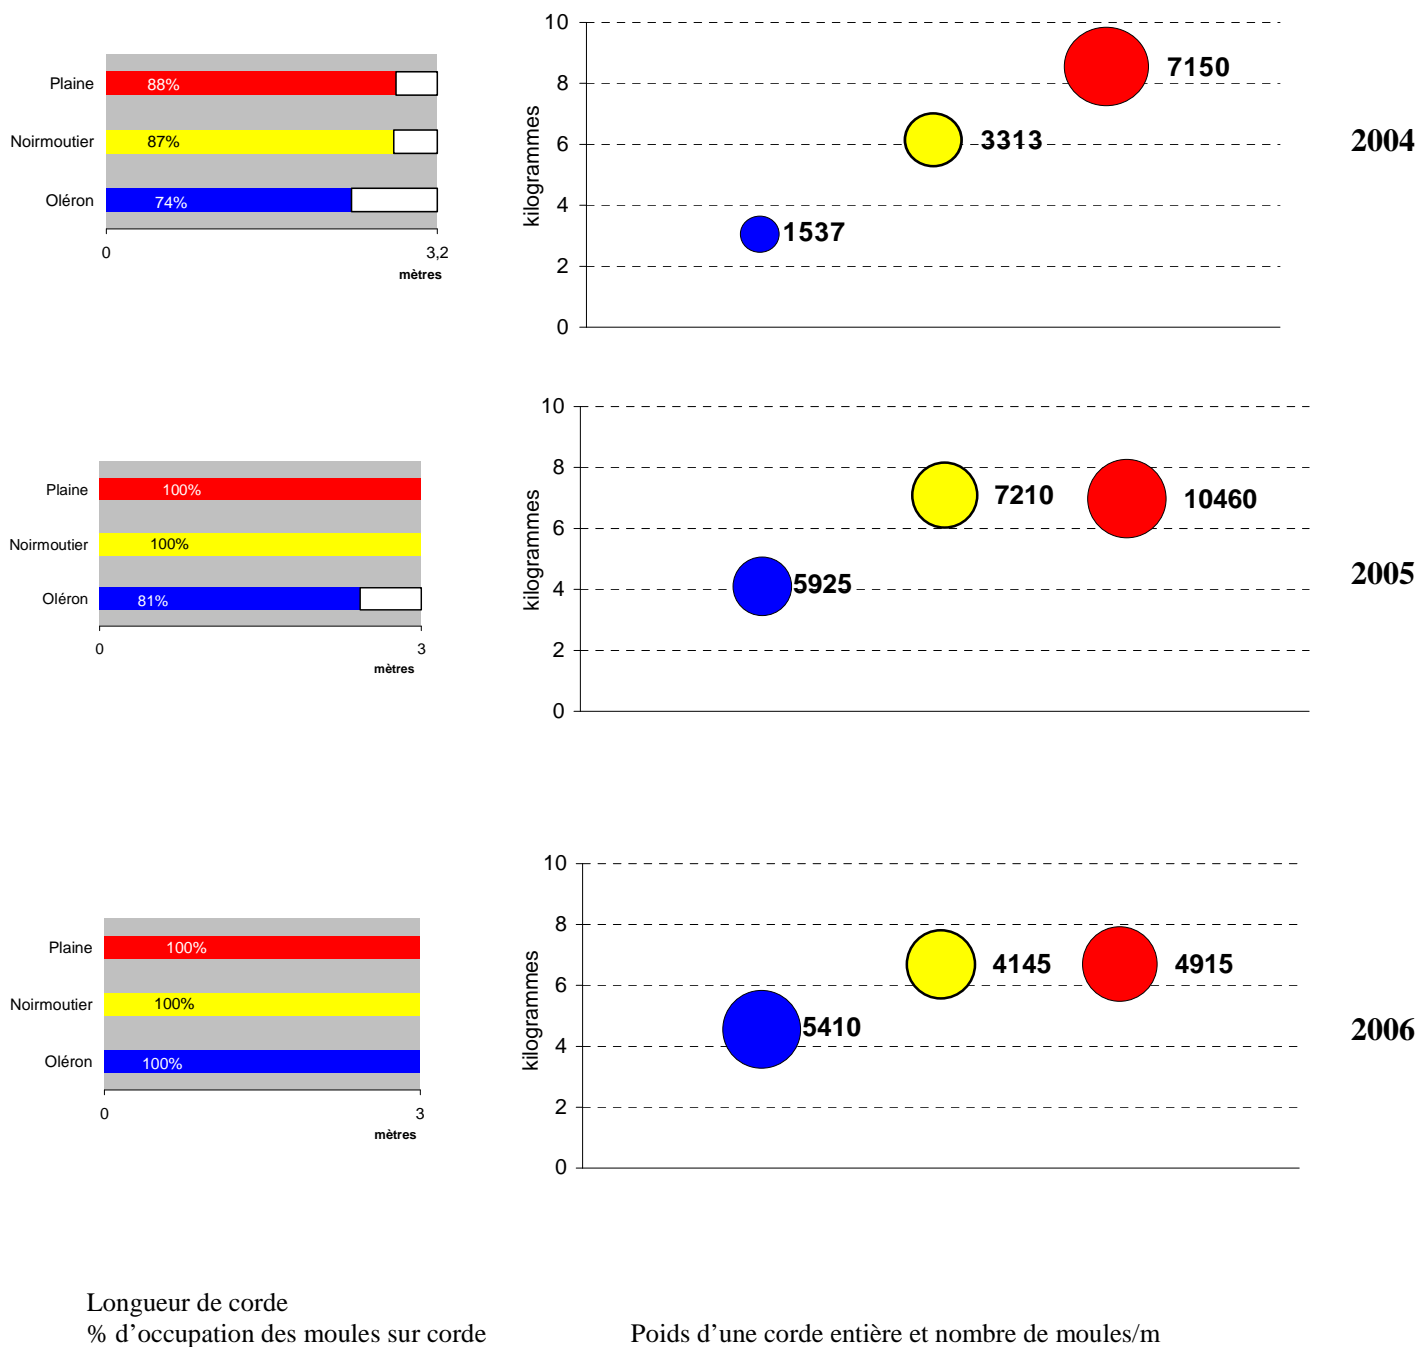 Plaine
88%
Noirmoutier
87%
Oléron
74%
0
3,2
mètres
10
8
6
4
2
0
kilogrammes
7150
3313
1537
2004
Plaine
100%
Noirmoutier
100%
Oléron
81%
0
3
mètres
10
8
6
4
2
0
kilogrammes
7210
10460
5925
2005
Plaine
100%
Noirmoutier
100%
Oléron
100%
0
3
mètres
10
8
6
4
2
0
kilogrammes
4145
4915
5410
2006
Longueur de corde
% d’occupation des moules sur corde
Poids d’une corde entière et nombre de moules/m